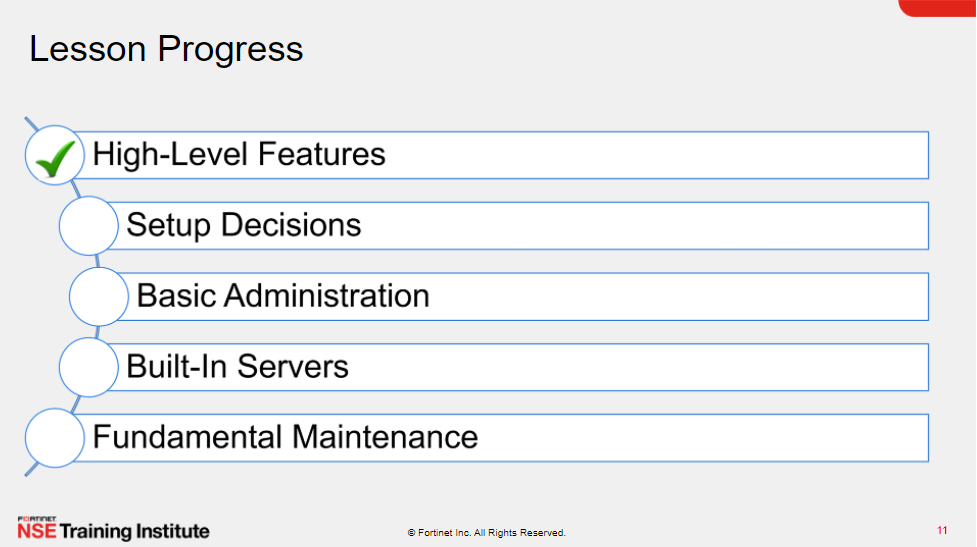 Lesson Progress
High-Level Features
Setup Decisions
Basic Administration
Built-In Servers
Fundamental Maintenance
FORTINET
NSE Training Institute
© Fortinet Inc. All Rights Reserved.
11